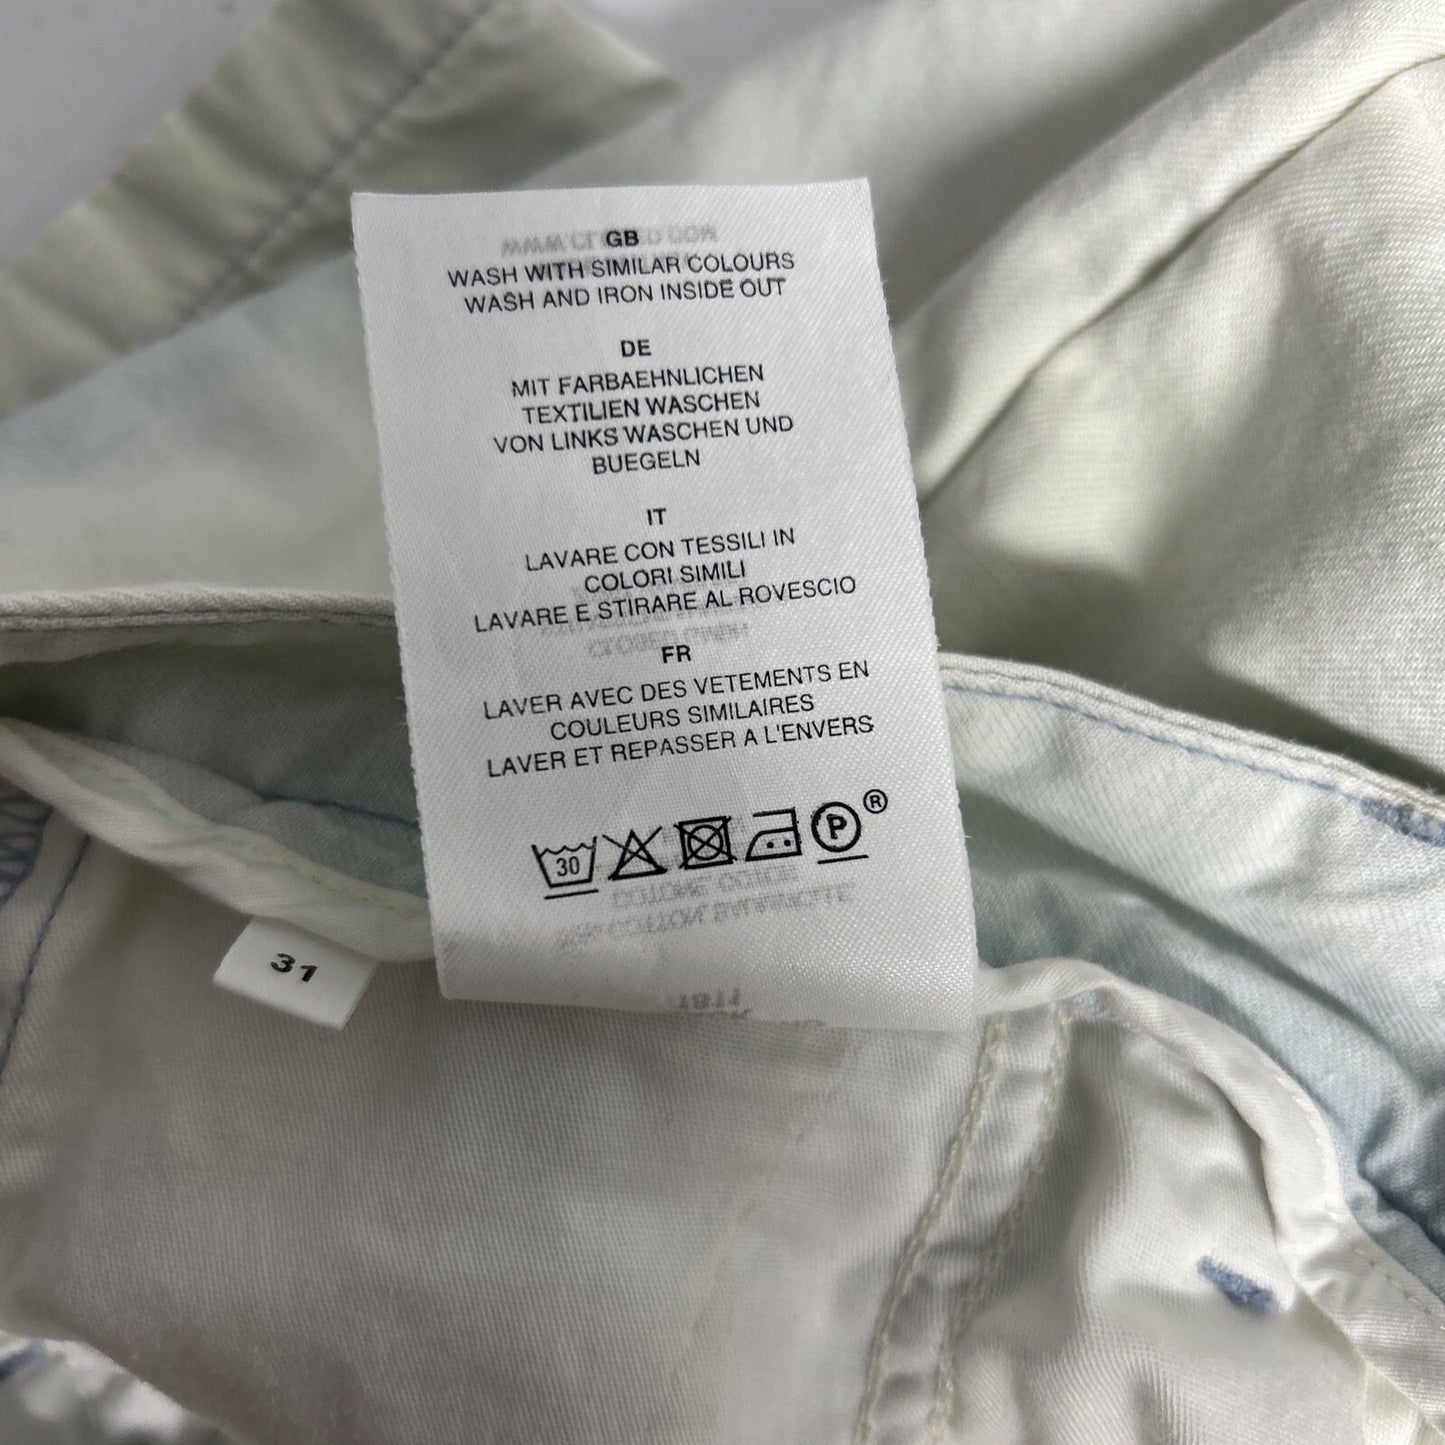 GB
WASH WITH SIMILAR COLOURS
WASH AND IRON INSIDE OUT
DE
MIT FARBAEHNLICHEN
TEXTILIEN WASCHEN
VON LINKS WASCHEN UND
BUEGELN
IT
LAVARE CON TESSILI IN
COLORI SIMILI
LAVARE E STIRARE AL ROVESCIO
FR
LAVER AVEC DES VETEMENTS EN
COULEURS SIMILAIRES
LAVER ET REPASSER A L'ENVERS
30 P ®
31